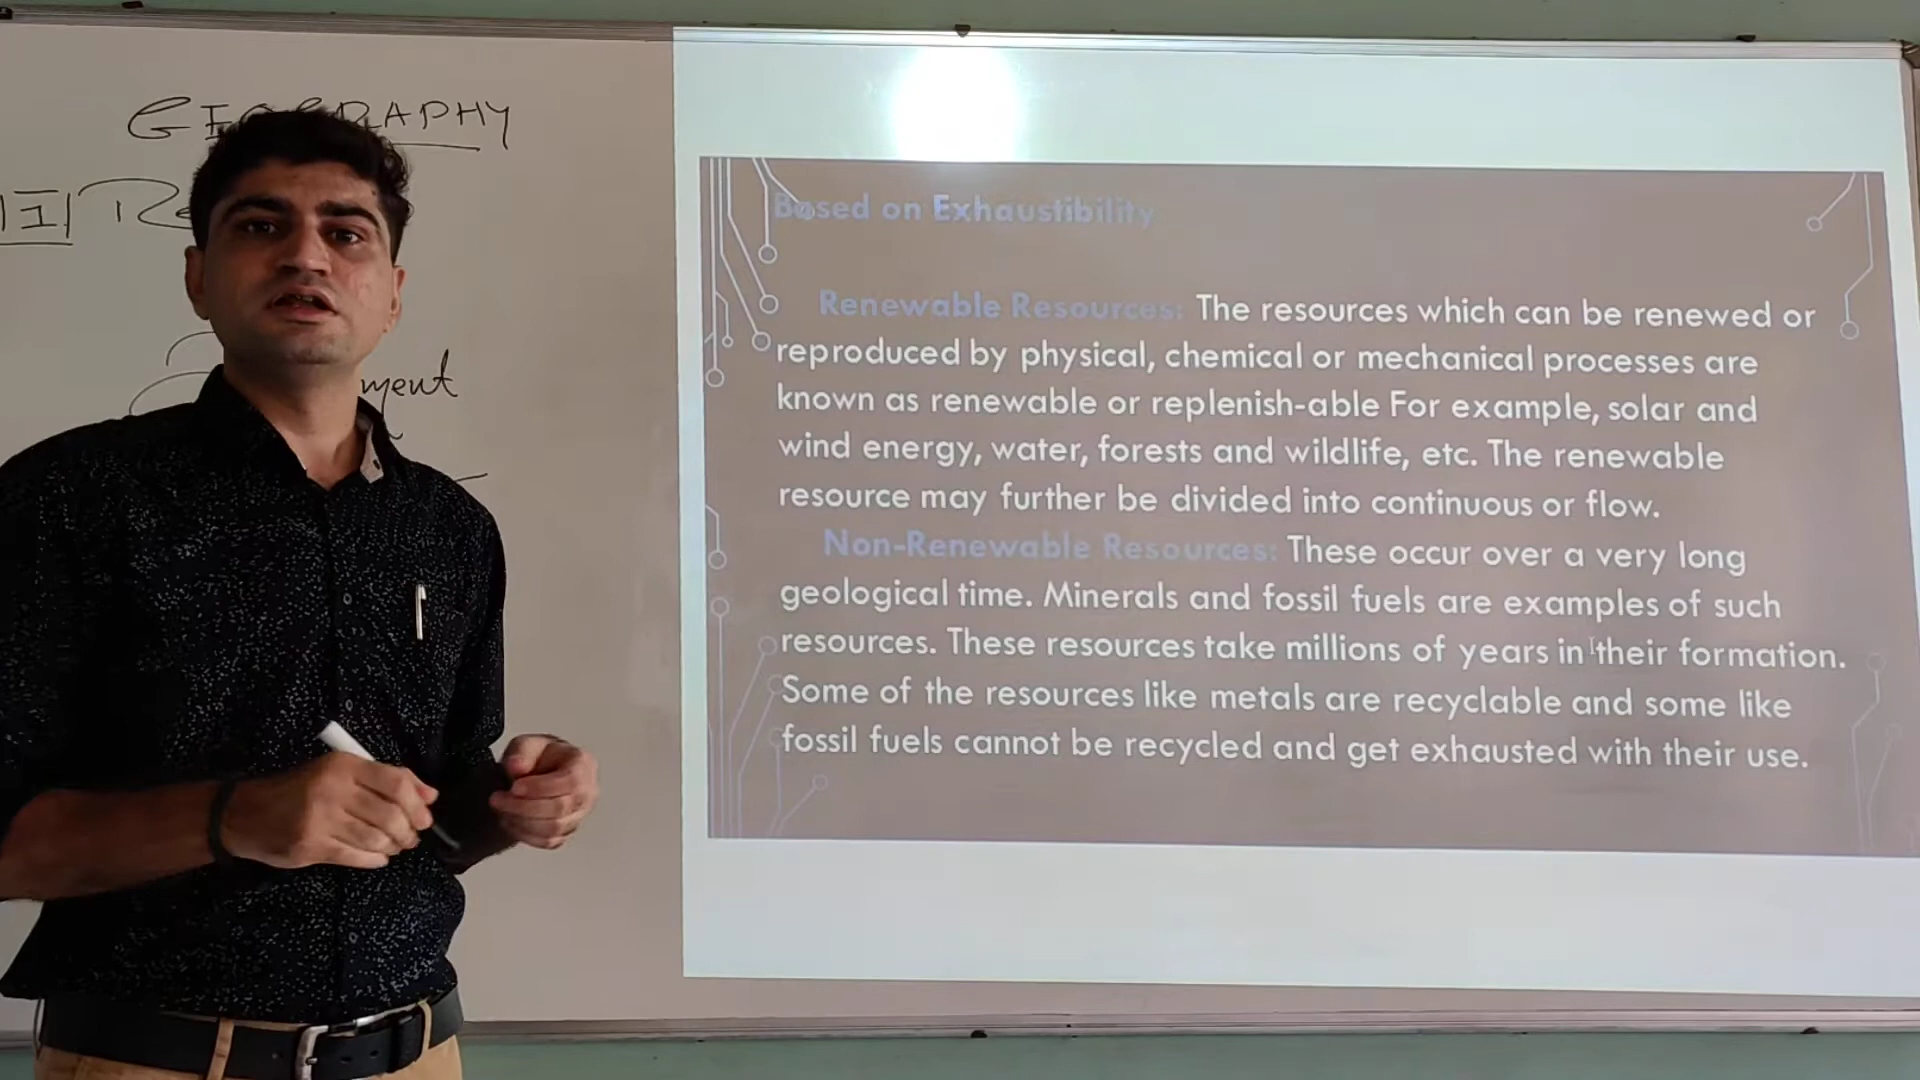 GEOGRAPHY
ment
Based on Exhaustibility
Renewable Resources: The resources which can be renewed or
reproduced by physical, chemical or mechanical processes are
known as renewable or replenish-able For example, solar and
wind energy, water, forests and wildlife, etc. The renewable
resource may further be divided into continuous or flow.
Non-Renewable Resources: These occur over a very long
geological time. Minerals and fossil fuels are examples of such
resources. These resources take millions of years in their formation.
Some of the resources like metals are recyclable and some like
fossil fuels cannot be recycled and get exhausted with their use.